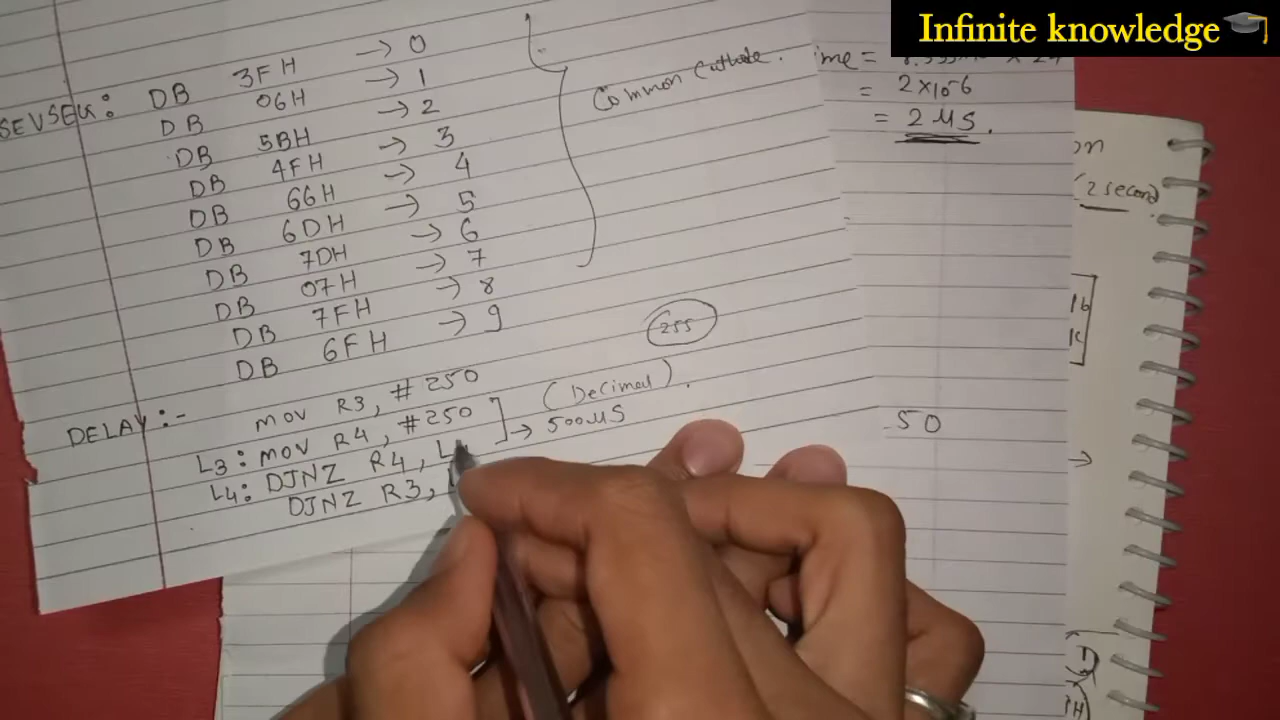 Infinite knowledge
SEVSEG: DB 3FH → 0
DB 06H → 1
DB 5BH → 2
DB 4FH → 3
DB 66H → 4
DB 6DH → 5
DB 7DH → 6
DB 07H → 7
DB 7FH → 8
DB 6FH → 9
Common Cathode.
= 2×10-6
= 2 μs.
(2 second)
255
DELAY:-
MOV R3, #250
(Decimal).
L3: MOV R4, #250
→ 500μs
L4: DJNZ R4, L4
DJNZ R3,
50